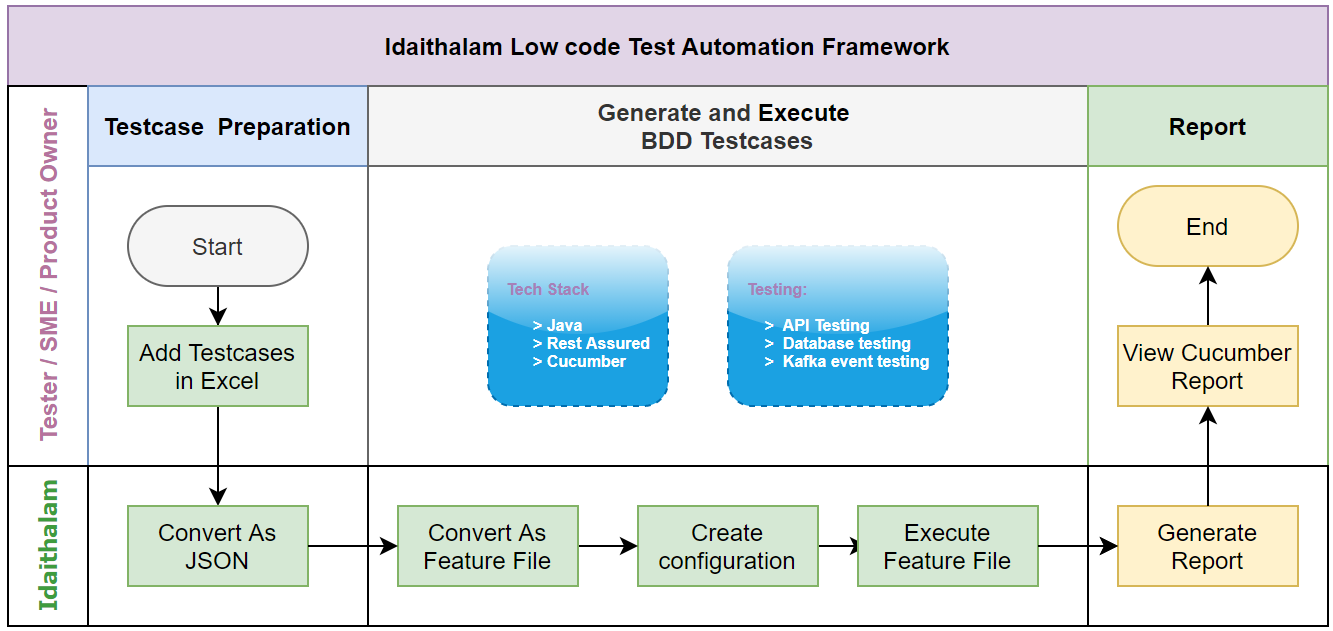 Idaithalam Low code Test Automation Framework
Tester / SME / Product Owner
Testcase  Preparation
Generate and Execute
BDD Testcases
Report
Start
Add Testcases
in Excel
Tech Stack
> Java
> Rest Assured
> Cucumber
Testing:
> API Testing
> Database testing
> Kafka event testing
End
View Cucumber
Report
Idaithalam
Convert As
JSON
Convert As
Feature File
Create
configuration
Execute
Feature File
Generate
Report